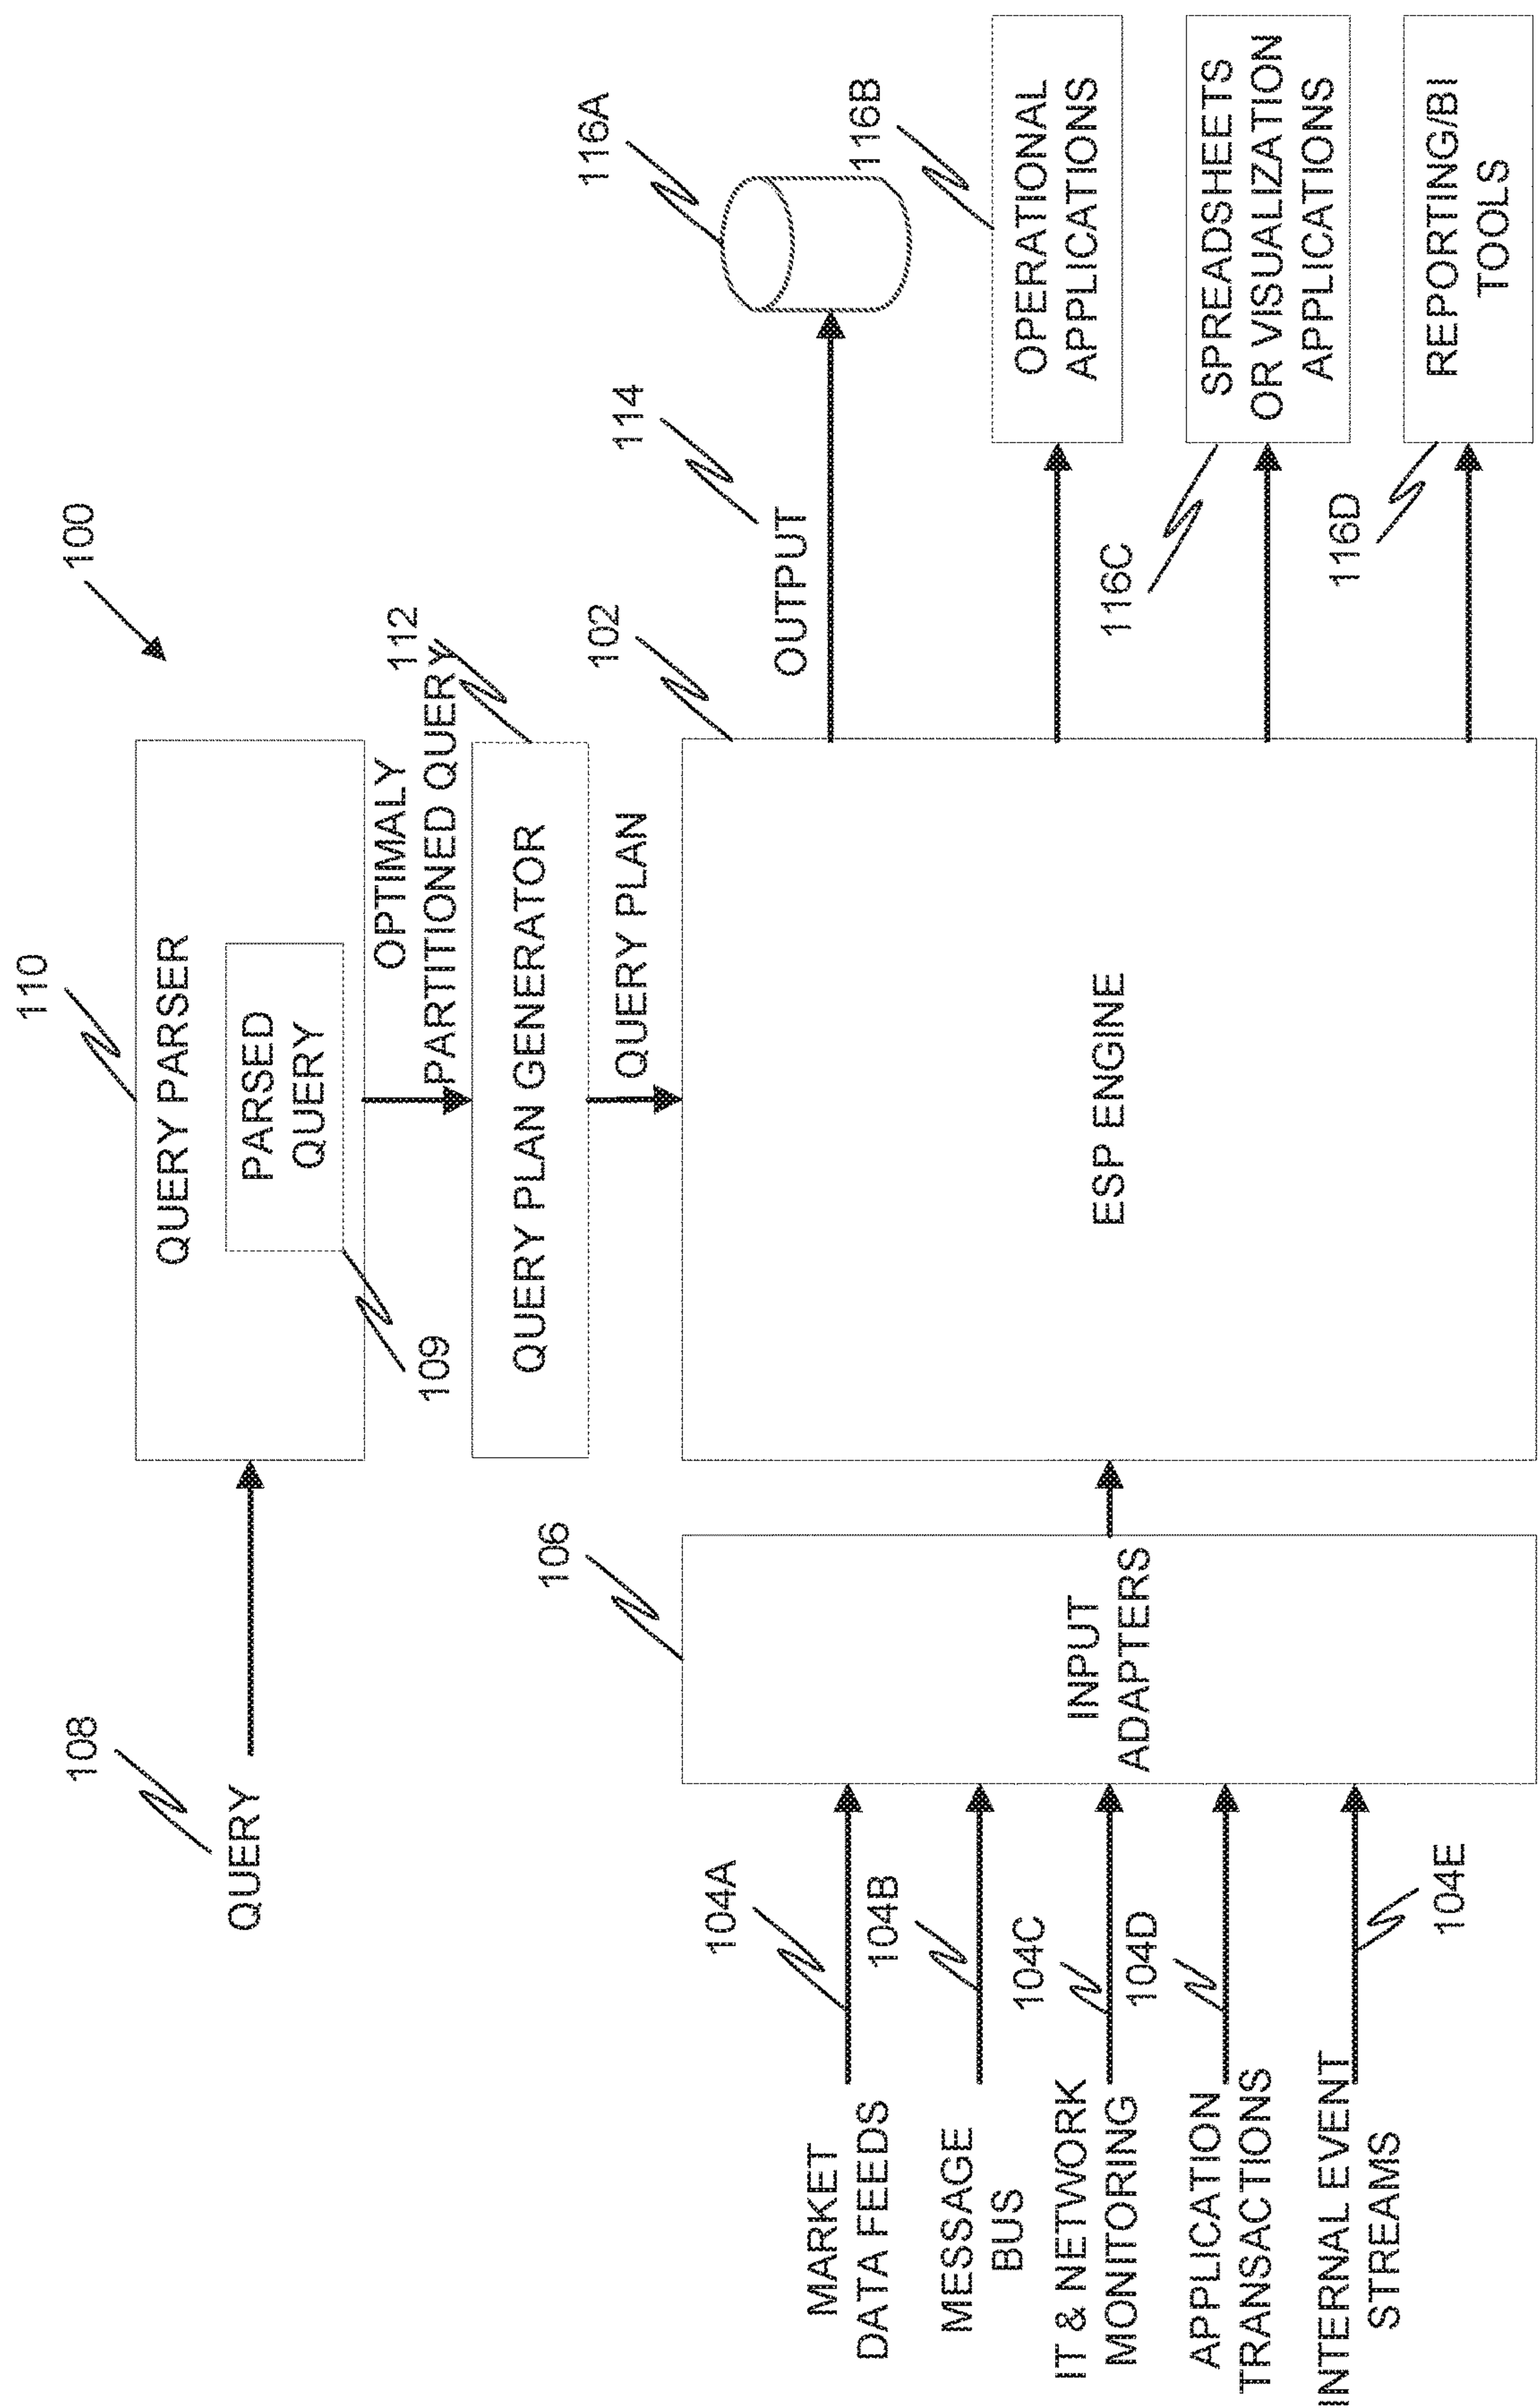 100
110
QUERY PARSER
PARSED
QUERY
109
108
QUERY
OPTIMALY
PARTITIONED QUERY
112
QUERY PLAN GENERATOR
QUERY PLAN
102
ESP ENGINE
106
INPUT
ADAPTERS
104A
MARKET
DATA FEEDS
104B
MESSAGE
BUS
104C
IT & NETWORK
MONITORING
104D
APPLICATION
TRANSACTIONS
104E
INTERNAL EVENT
STREAMS
OUTPUT
114
116A
116B
OPERATIONAL
APPLICATIONS
116C
SPREADSHEETS
OR VISUALIZATION
APPLICATIONS
116D
REPORTING/BI
TOOLS